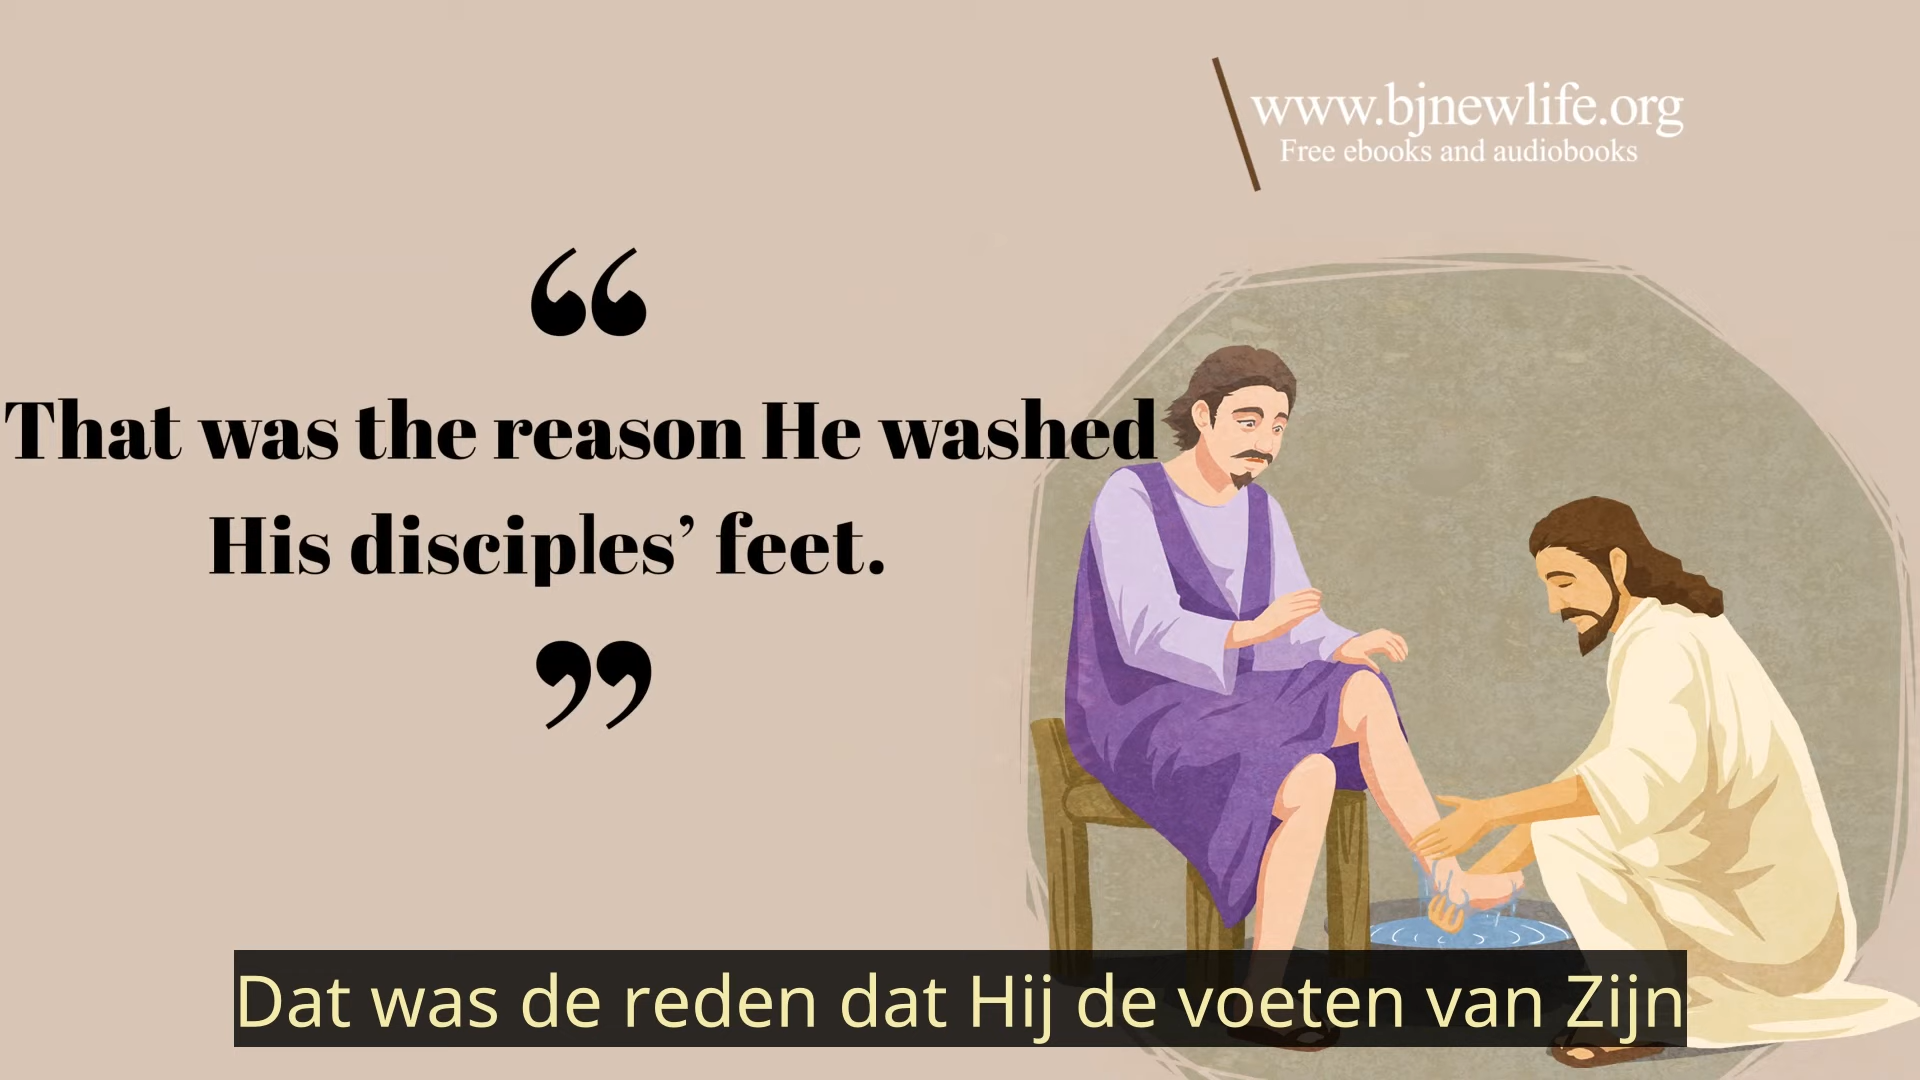 www.bjnewlife.org
Free ebooks and audiobooks
“
That was the reason He washed
His disciples’ feet.
”
Dat was de reden dat Hij de voeten van Zijn